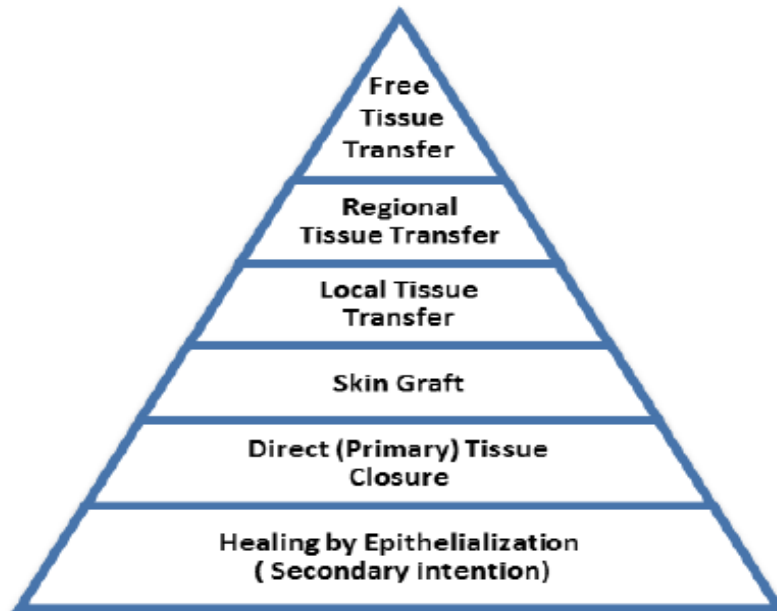 Free
Tissue
Transfer
Regional
Tissue Transfer
Local Tissue
Transfer
Skin Graft
Direct (Primary) Tissue
Closure
Healing by Epithelialization
( Secondary intention)